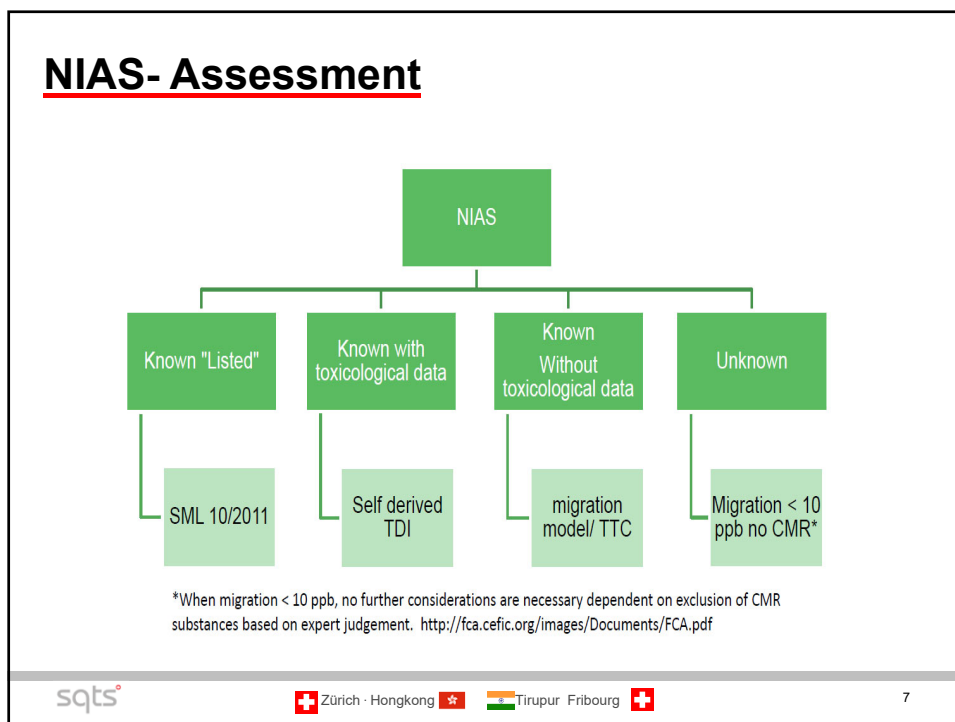 NIAS- Assessment
NIAS
Known "Listed"
Known with
toxicological data
Known
Without
toxicological data
Unknown
SML 10/2011
Self derived
TDI
migration
model/ TTC
Migration < 10
ppb no CMR*
*When migration < 10 ppb, no further considerations are necessary dependent on exclusion of CMR
substances based on expert judgement. http://fca.cefic.org/images/Documents/FCA.pdf
sqts°
Zürich · Hongkong Tirupur Fribourg
7